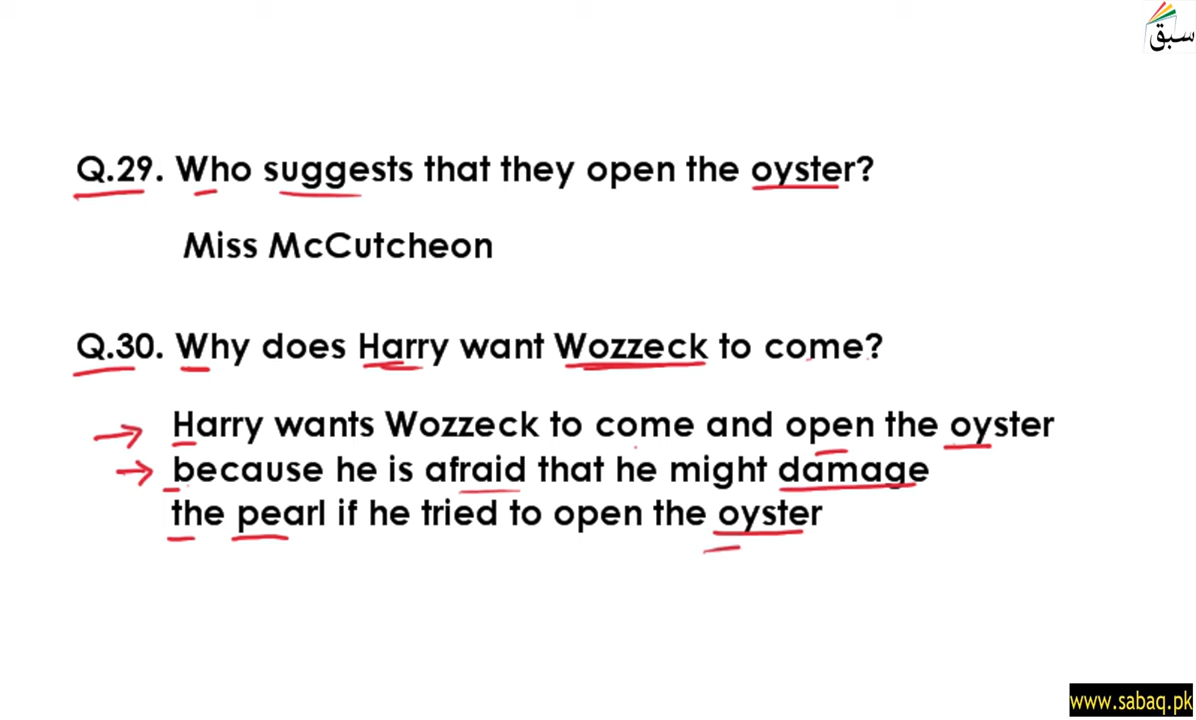 سبق
Q.29. Who suggests that they open the oyster?
Miss McCutcheon
Q.30. Why does Harry want Wozzeck to come?
Harry wants Wozzeck to come and open the oyster
because he is afraid that he might damage
the pearl if he tried to open the oyster
www.sabaq.pk